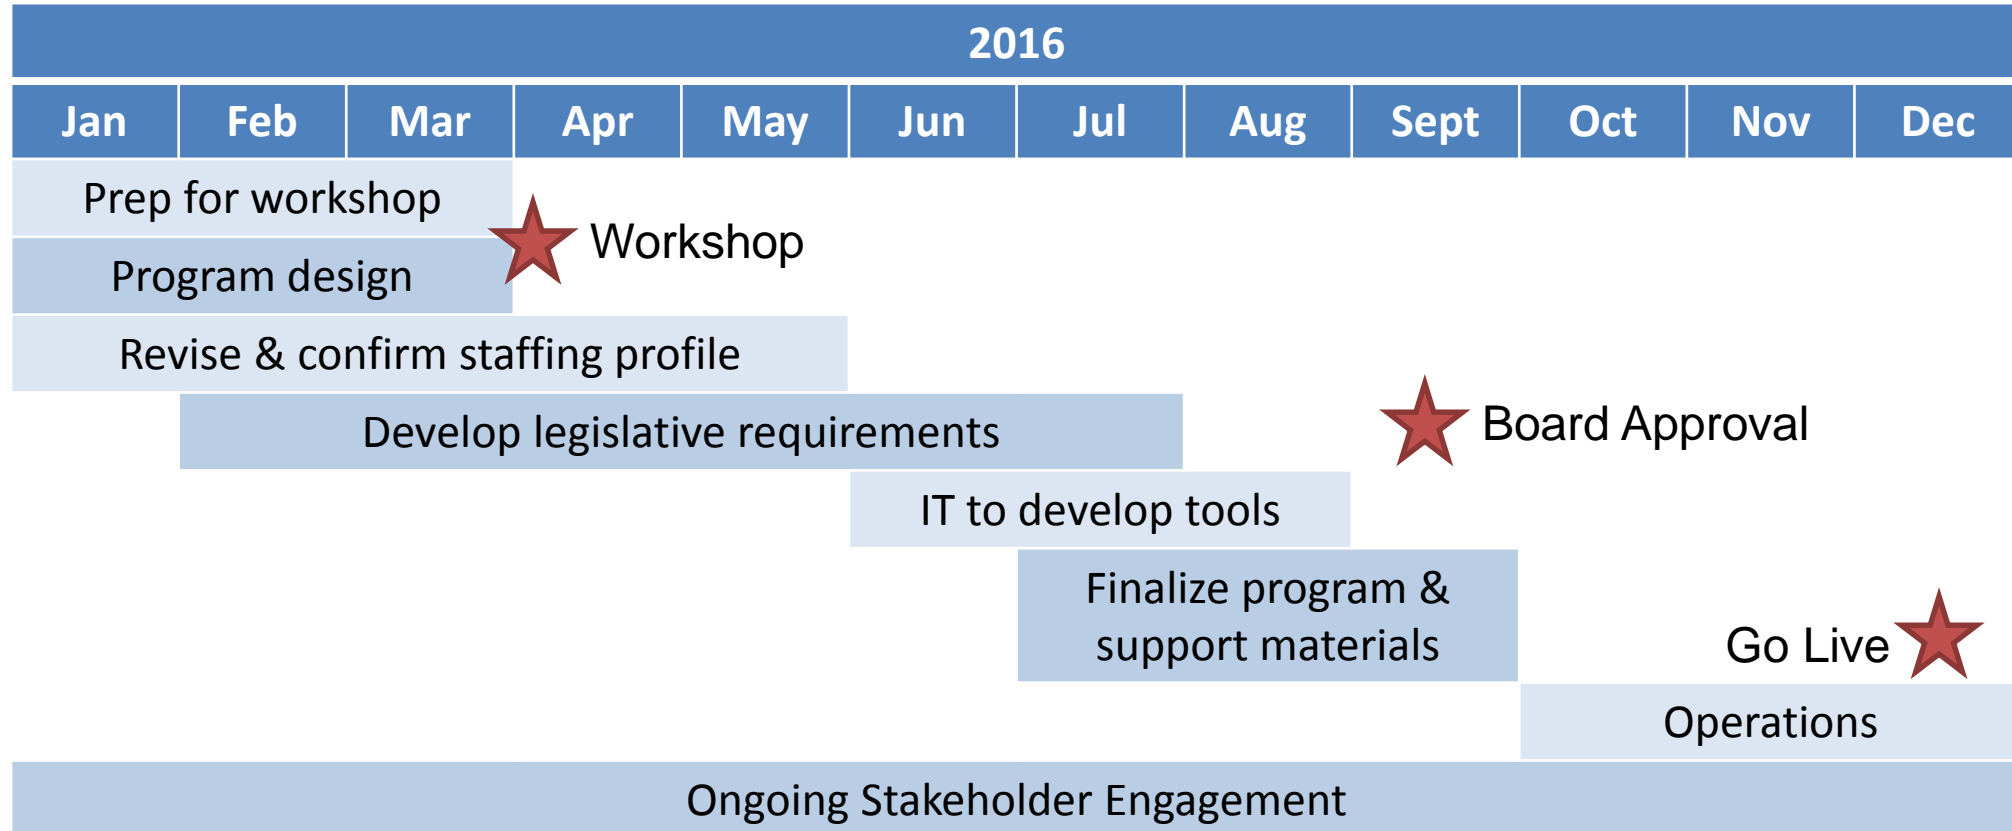 2016
Jan Feb Mar Apr May Jun Jul Aug Sept Oct Nov Dec
Prep for workshop
Workshop
Program design
Revise & confirm staffing profile
Develop legislative requirements
Board Approval
IT to develop tools
Finalize program &
support materials
Go Live
Operations
Ongoing Stakeholder Engagement